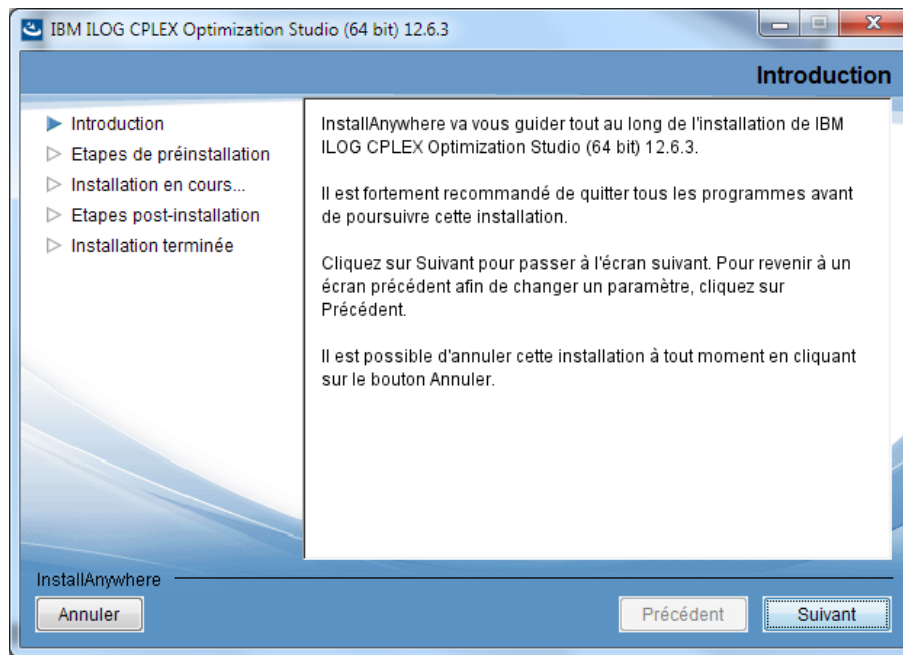 IBM ILOG CPLEX Optimization Studio (64 bit) 12.6.3
Introduction
Introduction
Etapes de préinstallation
Installation en cours...
Etapes post-installation
Installation terminée
InstallAnywhere va vous guider tout au long de l'installation de IBM
ILOG CPLEX Optimization Studio (64 bit) 12.6.3.
Il est fortement recommandé de quitter tous les programmes avant
de poursuivre cette installation.
Cliquez sur Suivant pour passer à l'écran suivant. Pour revenir à un
écran précédent afin de changer un paramètre, cliquez sur
Précédent.
Il est possible d'annuler cette installation à tout moment en cliquant
sur le bouton Annuler.
InstallAnywhere
Annuler
Précédent
Suivant